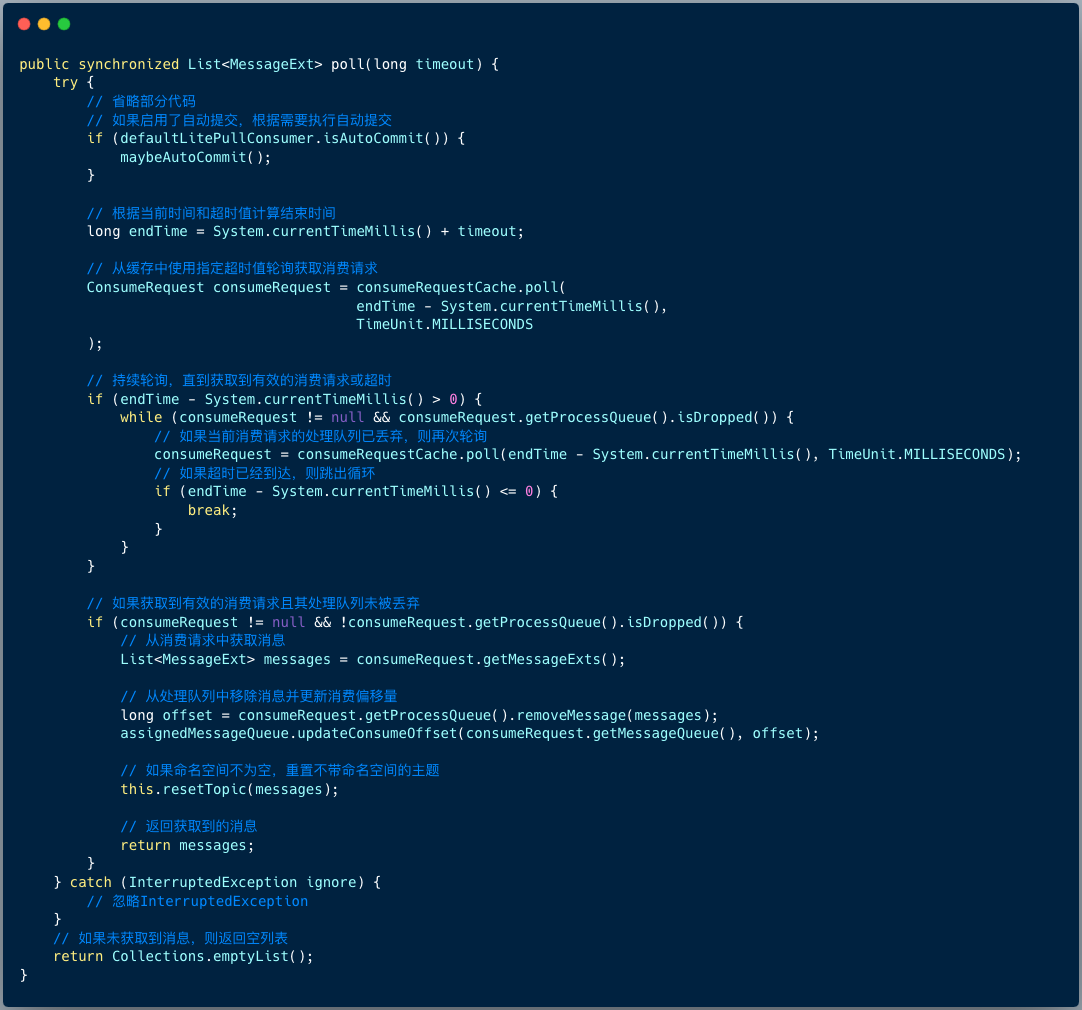 public synchronized List<MessageExt> poll(long timeout) {
    try {
        // 省略部分代码
        // 如果启用了自动提交，根据需要执行自动提交
        if (defaultLitePullConsumer.isAutoCommit()) {
            maybeAutoCommit();
        }

        // 根据当前时间和超时值计算结束时间
        long endTime = System.currentTimeMillis() + timeout;

        // 从缓存中使用指定超时值轮询获取消费请求
        ConsumeRequest consumeRequest = consumeRequestCache.poll(
                                        endTime - System.currentTimeMillis(),
                                        TimeUnit.MILLISECONDS
        );

        // 持续轮询，直到获取到有效的消费请求或超时
        if (endTime - System.currentTimeMillis() > 0) {
            while (consumeRequest != null && consumeRequest.getProcessQueue().isDropped()) {
                // 如果当前消费请求的处理队列已丢弃，则再次轮询
                consumeRequest = consumeRequestCache.poll(endTime - System.currentTimeMillis(), TimeUnit.MILLISECONDS);
                // 如果超时已经到达，则跳出循环
                if (endTime - System.currentTimeMillis() <= 0) {
                    break;
                }
            }
        }

        // 如果获取到有效的消费请求且其处理队列未被丢弃
        if (consumeRequest != null && !consumeRequest.getProcessQueue().isDropped()) {
            // 从消费请求中获取消息
            List<MessageExt> messages = consumeRequest.getMessageExts();

            // 从处理队列中移除消息并更新消费偏移量
            long offset = consumeRequest.getProcessQueue().removeMessage(messages);
            assignedMessageQueue.updateConsumeOffset(consumeRequest.getMessageQueue(), offset);

            // 如果命名空间不为空，重置不带命名空间的主题
            this.resetTopic(messages);

            // 返回获取到的消息
            return messages;
        }
    } catch (InterruptedException ignore) {
        // 忽略InterruptedException
    }
    // 如果未获取到消息，则返回空列表
    return Collections.emptyList();
}